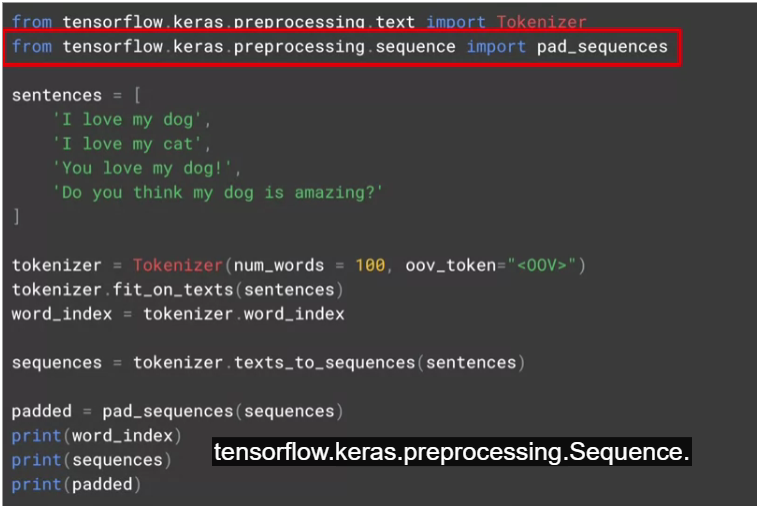 from tensorflow.keras.preprocessing.text import Tokenizer
from tensorflow.keras.preprocessing.sequence import pad_sequences
sentences = [
    'I love my dog',
    'I love my cat',
    'You love my dog!',
    'Do you think my dog is amazing?'
]
tokenizer = Tokenizer(num_words = 100, oov_token="<OOV>")
tokenizer.fit_on_texts(sentences)
word_index = tokenizer.word_index
sequences = tokenizer.texts_to_sequences(sentences)
padded = pad_sequences(sequences)
print(word_index)
print(sequences)
print(padded)
tensorflow.keras.preprocessing.Sequence.